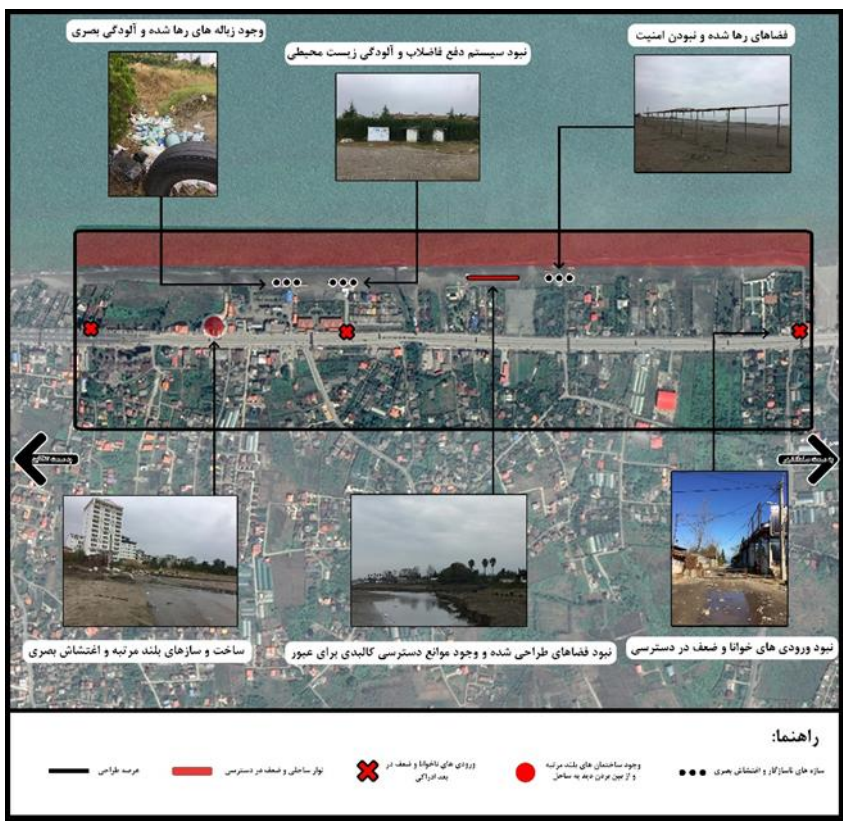 وجود زباله های رها شده و آلودگی بصری
نبود سیستم دفع فاضلاب و آلودگی زیست محیطی
فضاهای رها شده و نبودن امنیت
ساخت و سازهای بلند مرتبه و اغتشاش بصری
نبود فضاهای طراحی شده و وجود موانع دسترسی کالبدی برای عبور
نبود ورودی های خوانا و ضعف در دسترسی
راهنما:
سازه های ناسازگار و اغتشاش بصری
وجود ساختمان های بلند مرتبه
و از بین بردن دید به ساحل
ورودی های ناخوانا و ضعف در
بعد ادراکی
نوار ساحلی و ضعف در دسترسی
عرصه طراحی